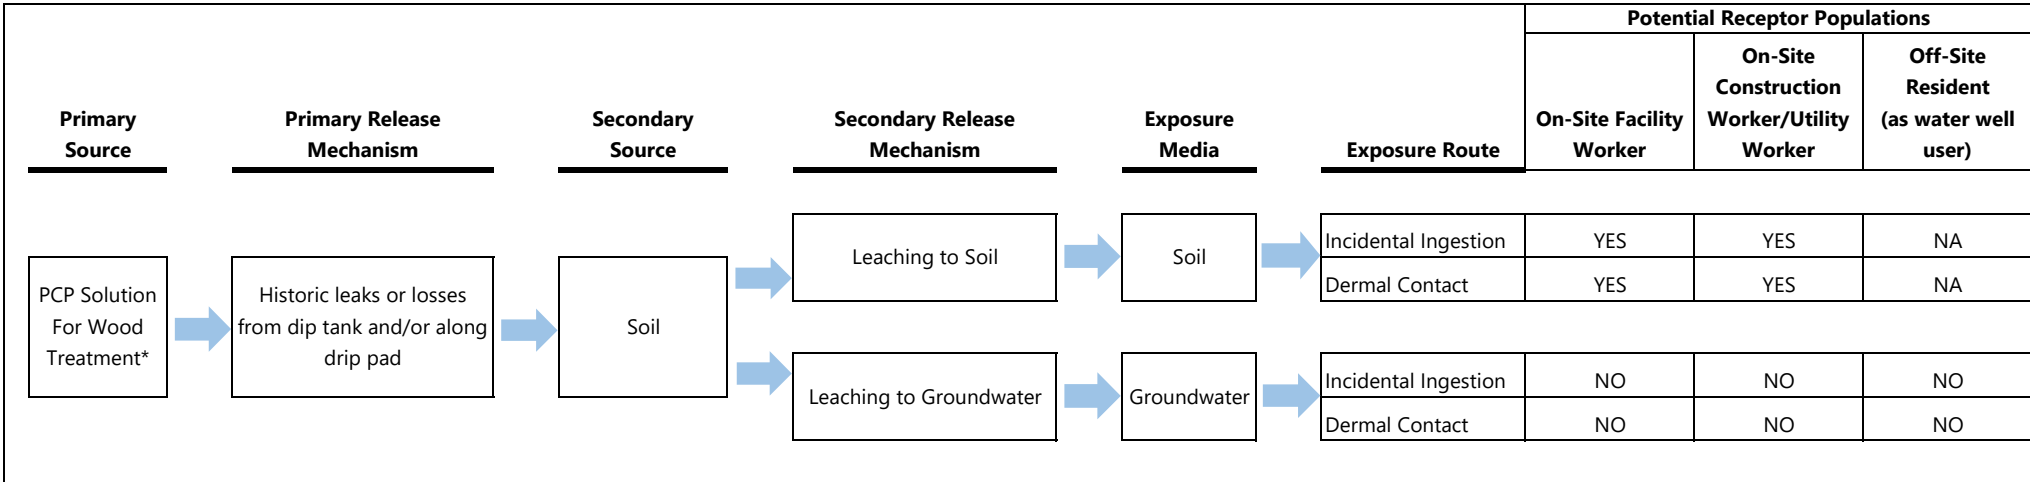 Potential Receptor Populations
Primary
Source
Primary Release
Mechanism
Secondary
Source
Secondary Release
Mechanism
Exposure
Media
Exposure Route
On-Site Facility
Worker
On-Site
Construction
Worker/Utility
Worker
Off-Site
Resident
(as water well
user)
PCP Solution
For Wood
Treatment*
Historic leaks or losses
from dip tank and/or along
drip pad
Soil
Leaching to Soil
Soil
Incidental Ingestion
YES
YES
NA
Dermal Contact
YES
YES
NA
Leaching to Groundwater
Groundwater
Incidental Ingestion
NO
NO
NO
Dermal Contact
NO
NO
NO